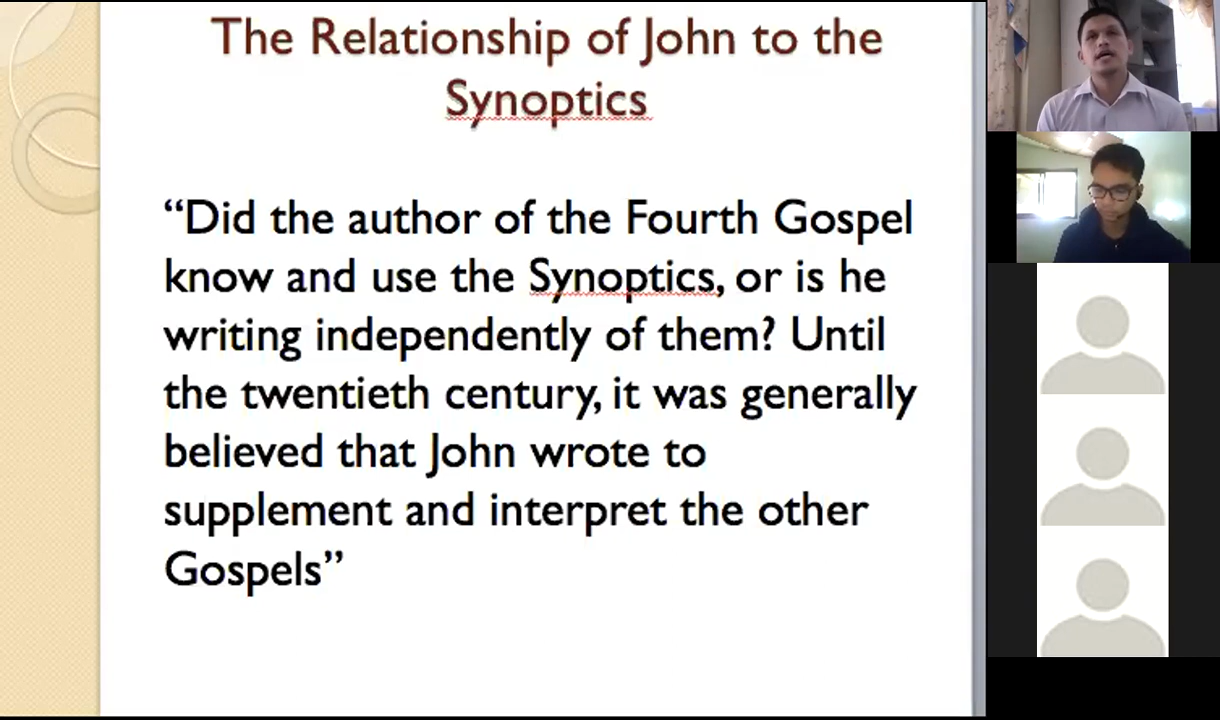 The Relationship of John to the
Synoptics
“Did the author of the Fourth Gospel
know and use the Synoptics, or is he
writing independently of them? Until
the twentieth century, it was generally
believed that John wrote to
supplement and interpret the other
Gospels”